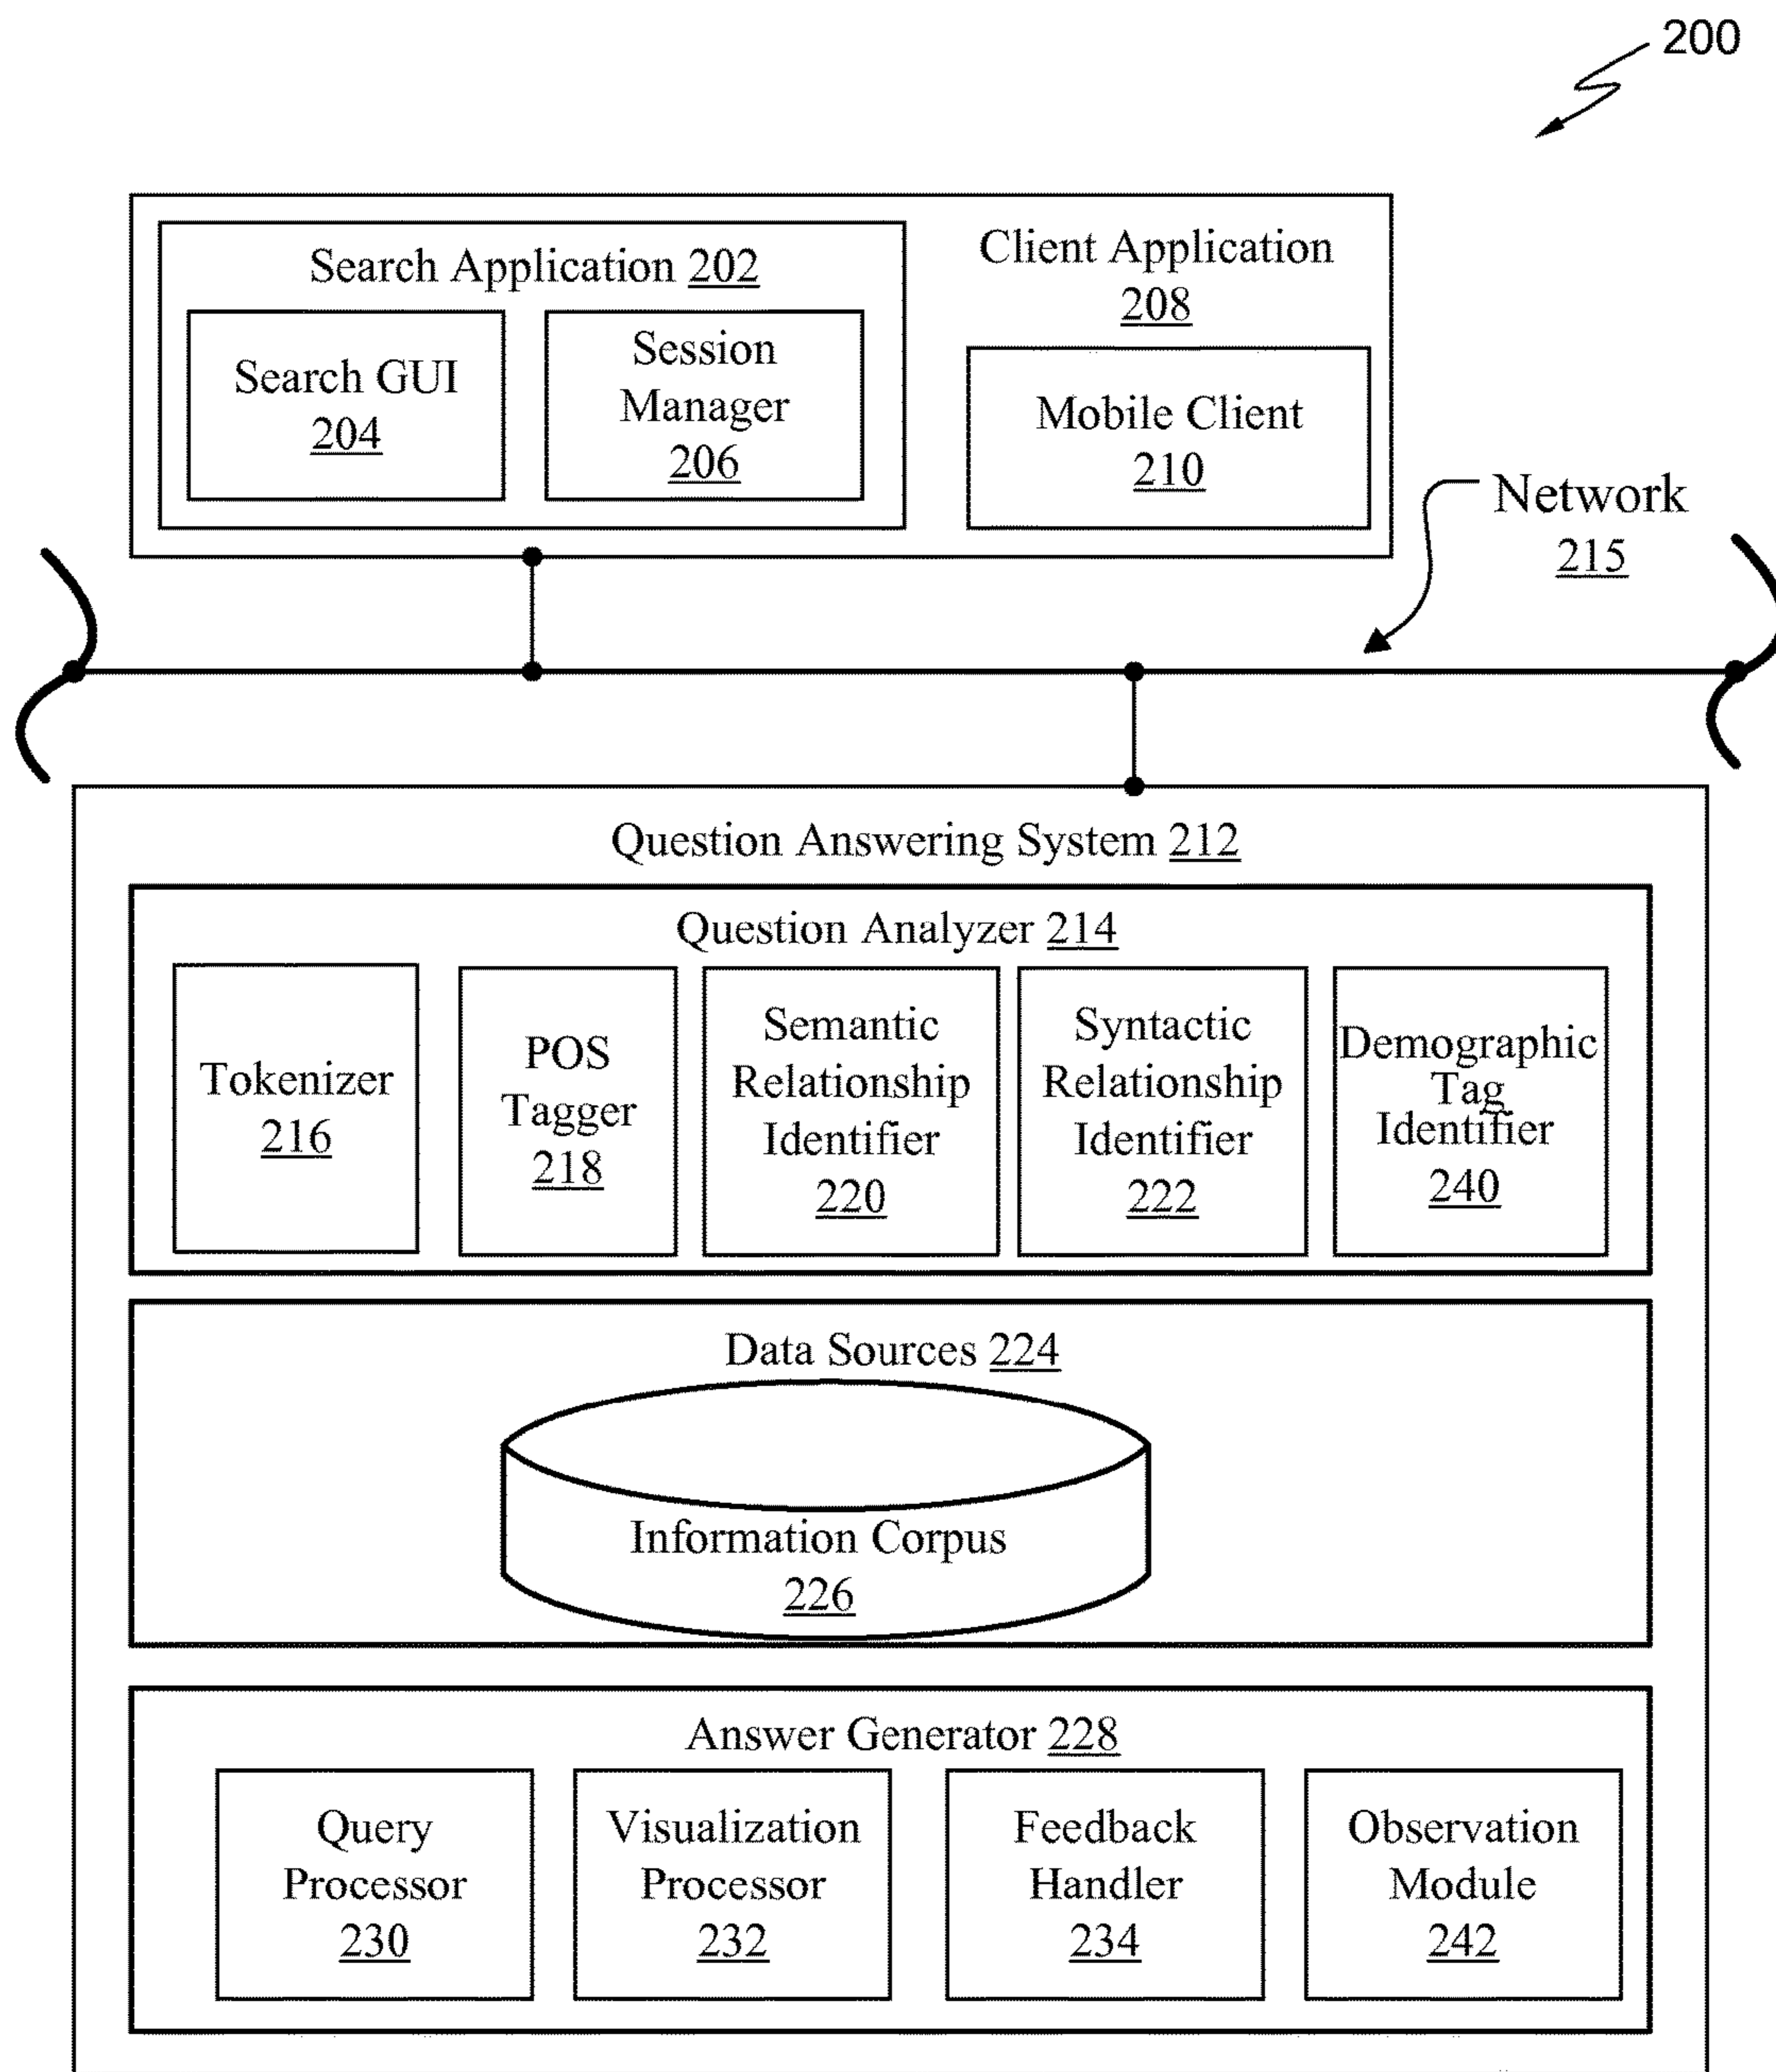 200
Search Application 202
Client Application
208
Search GUI
204
Session
Manager
206
Mobile Client
210
Network
215
Question Answering System 212
Question Analyzer 214
Tokenizer
216
POS
Tagger
218
Semantic
Relationship
Identifier
220
Syntactic
Relationship
Identifier
222
Demographic
Tag
Identifier
240
Data Sources 224
Information Corpus
226
Answer Generator 228
Query
Processor
230
Visualization
Processor
232
Feedback
Handler
234
Observation
Module
242